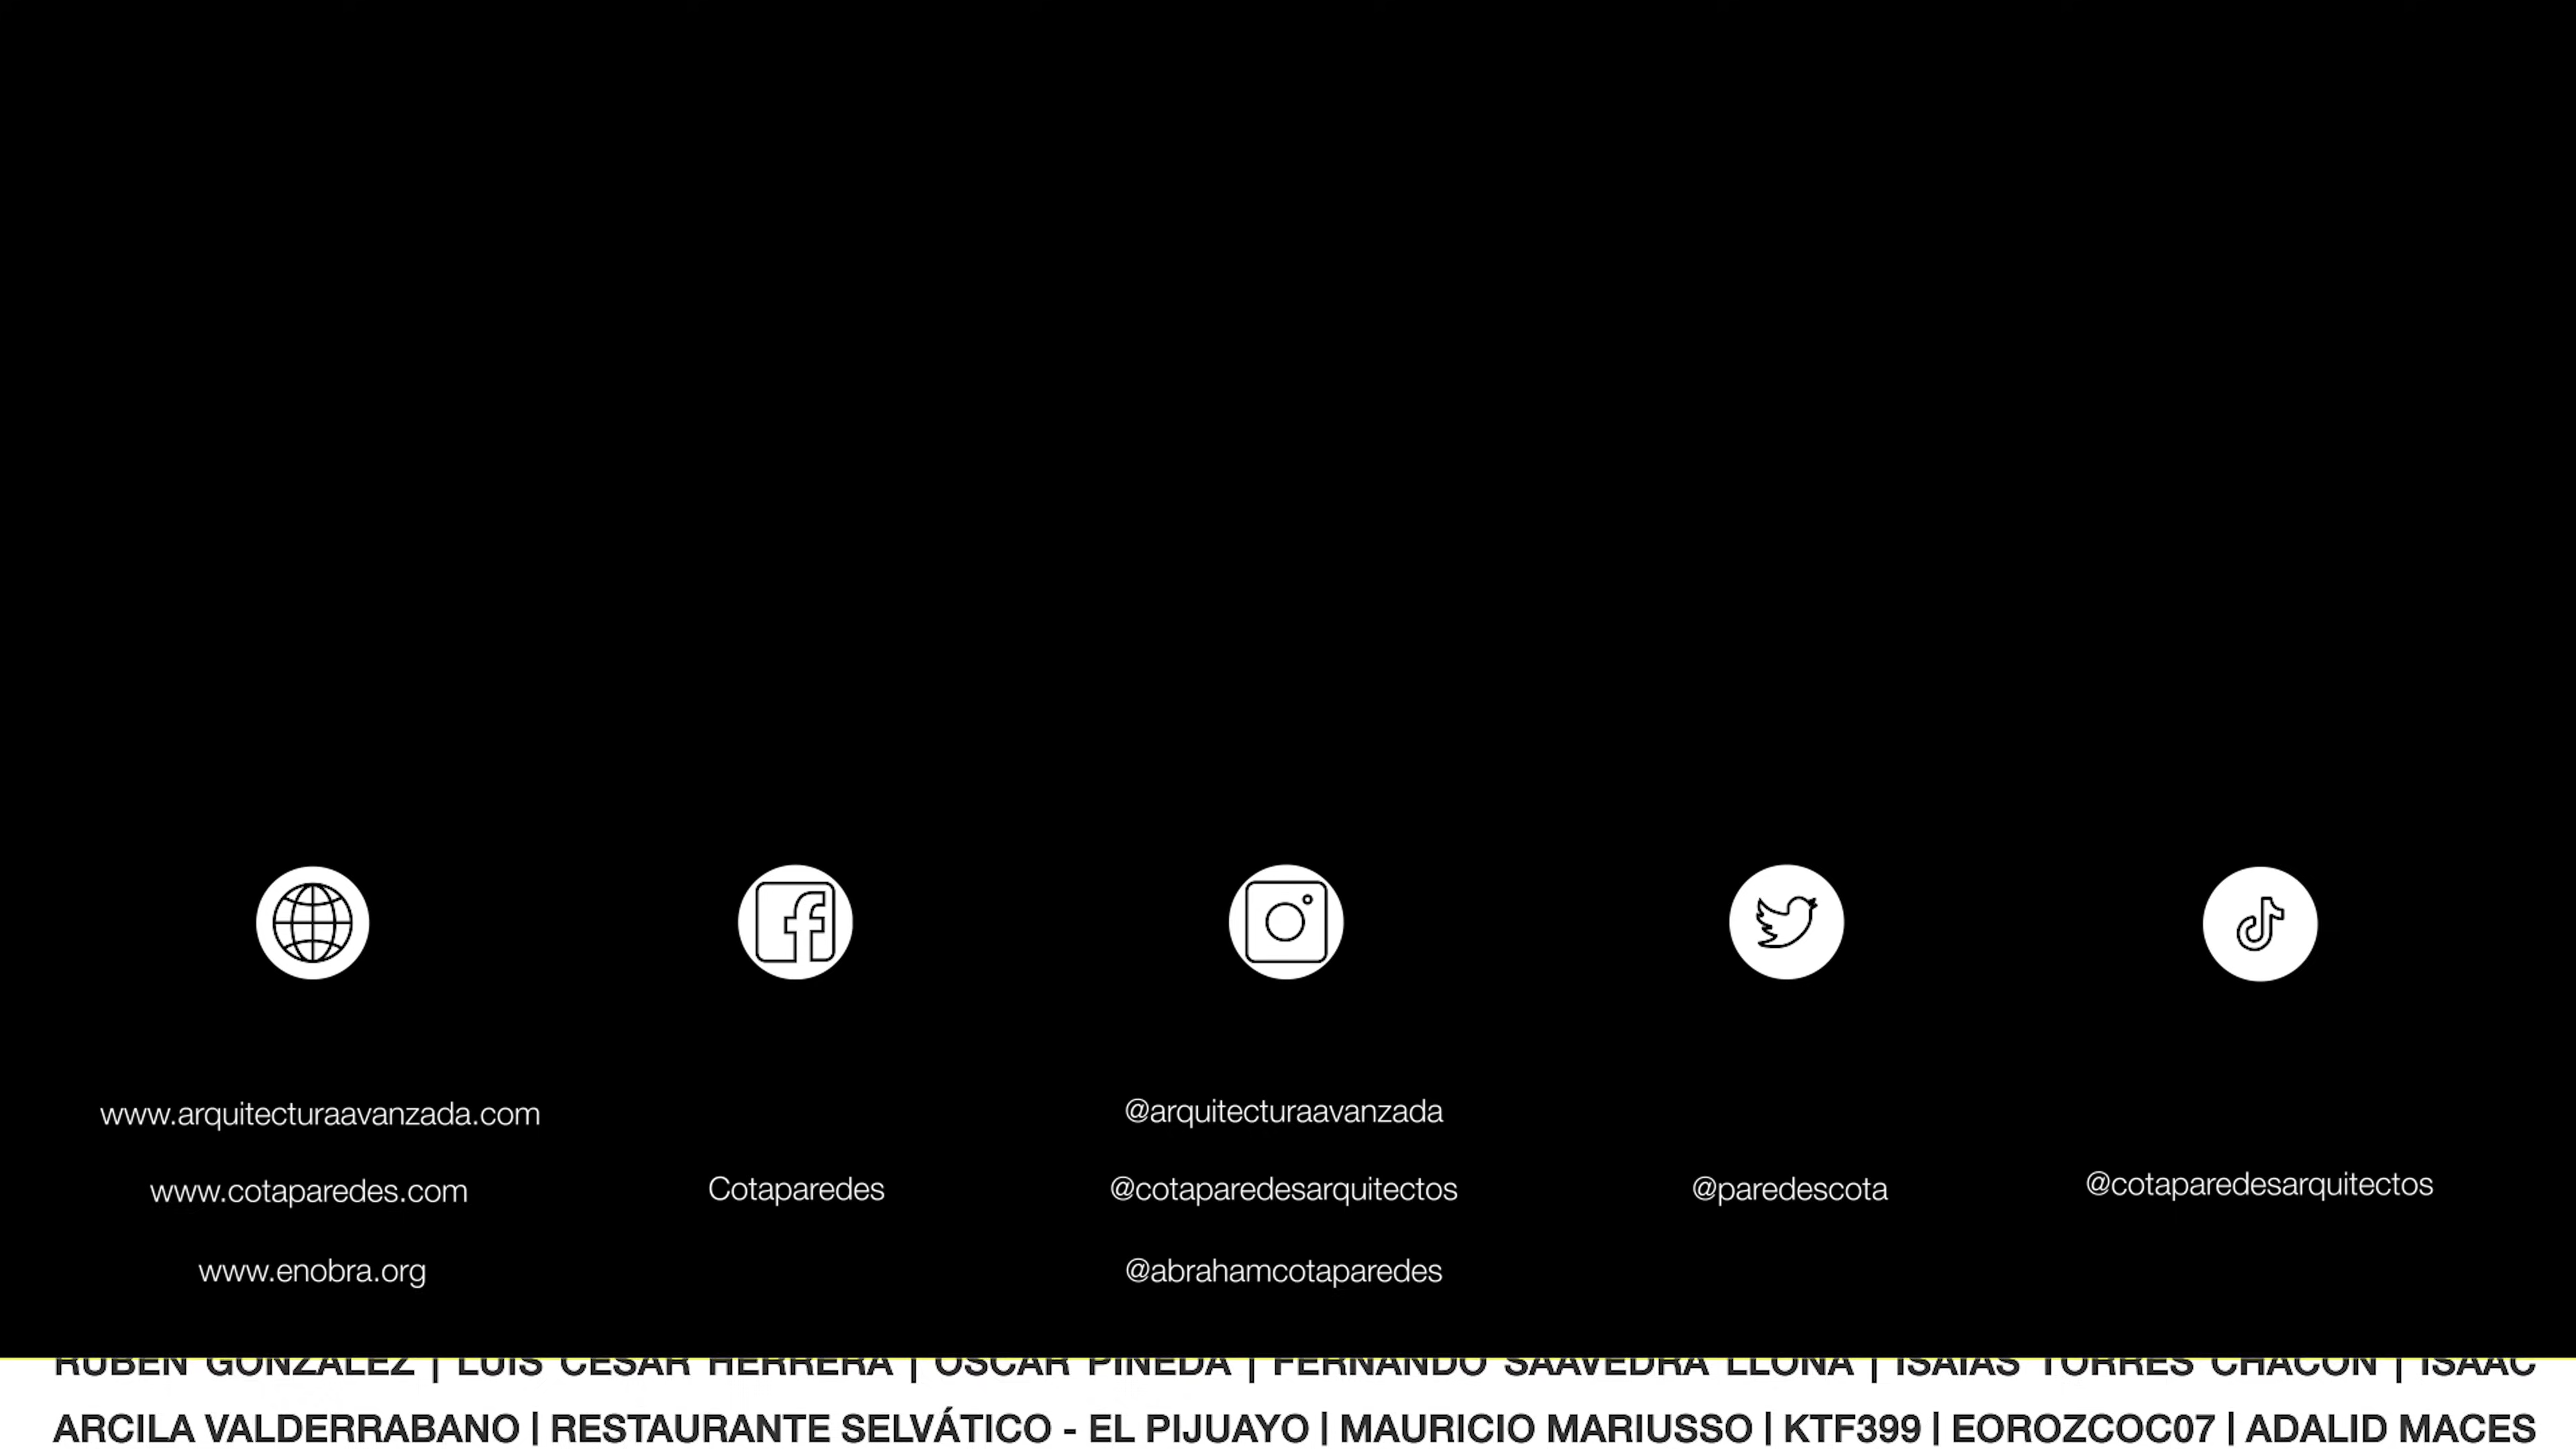 www.arquitecturaavanzada.com
www.cotaparedes.com
www.enobra.org
Cotaparedes
@arquitecturaavanzada
@cotaparedesarquitectos
@abrahamcotaparedes
@paredescota
@cotaparedesarquitectos
RUBEN GONZALEZ | LUIS CESAR HERRERA | OSCAR PINEDA | FERNANDO SAAVEDRA LLONA | ISAIAS TORRES CHACON | ISAAC
ARCILA VALDERRABANO | RESTAURANTE SELVÁTICO - EL PIJUAYO | MAURICIO MARIUSSO | KTF399 | EOROZCOC07 | ADALID MACES